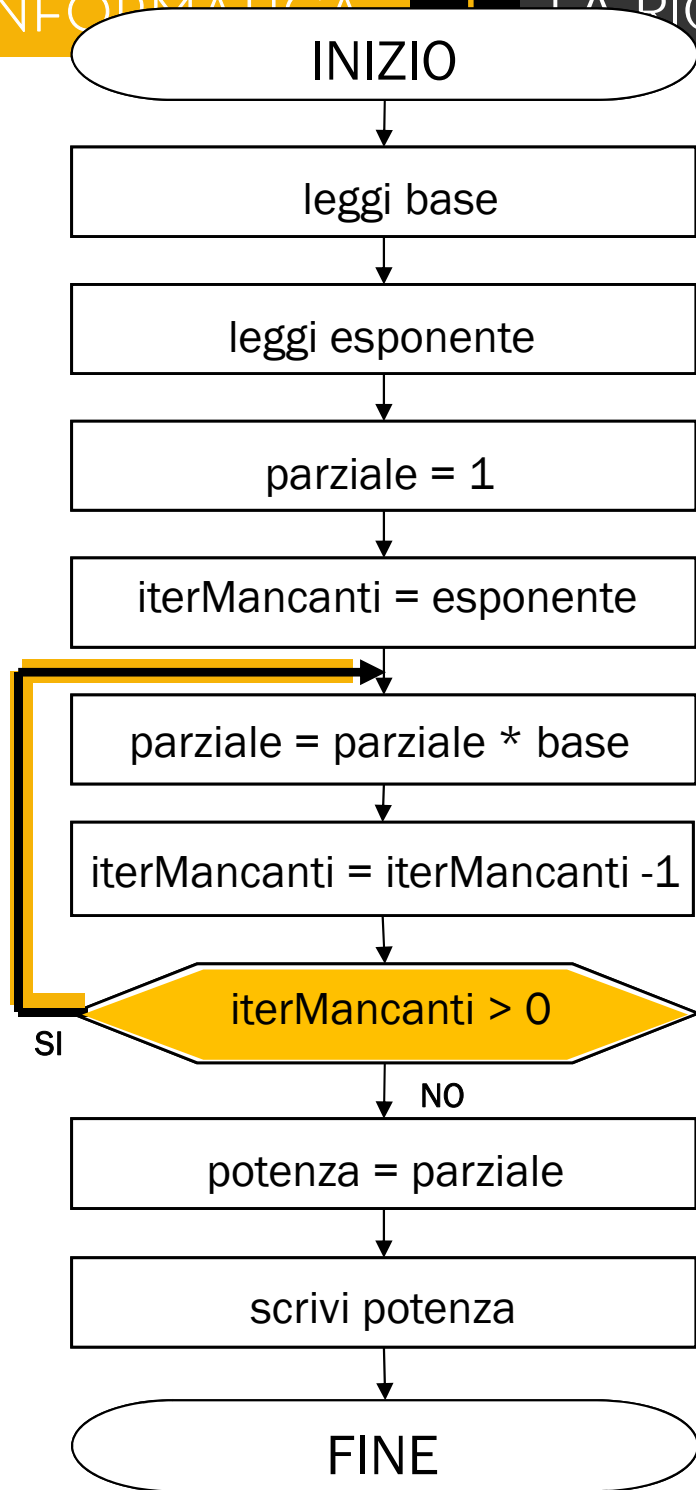 INIZIO
leggi base
leggi esponente
parziale = 1
iterMancanti = esponente
parziale = parziale * base
iterMancanti = iterMancanti -1
iterMancanti > 0
SI
NO
potenza = parziale
scrivi potenza
FINE